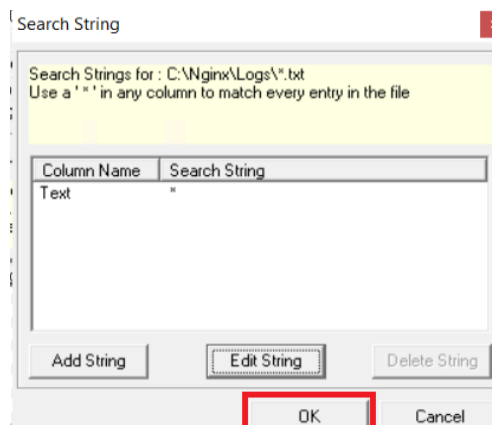 Search String
Search Strings for : C:\Nginx\Logs\*.txt
Use a '*' in any column to match every entry in the file
Column Name Search String
Text *
Add String Edit String Delete String
OK Cancel